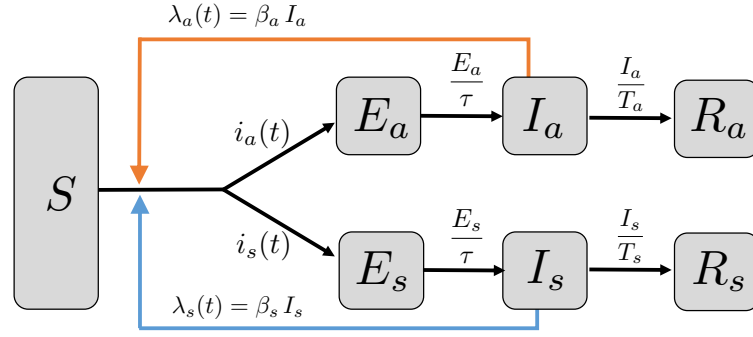 λ_a(t) = β_a I_a
S
i_a(t)
i_s(t)
E_a
E_a/τ
I_a
I_a/T_a
R_a
E_s
E_s/τ
I_s
I_s/T_s
R_s
λ_s(t) = β_s I_s